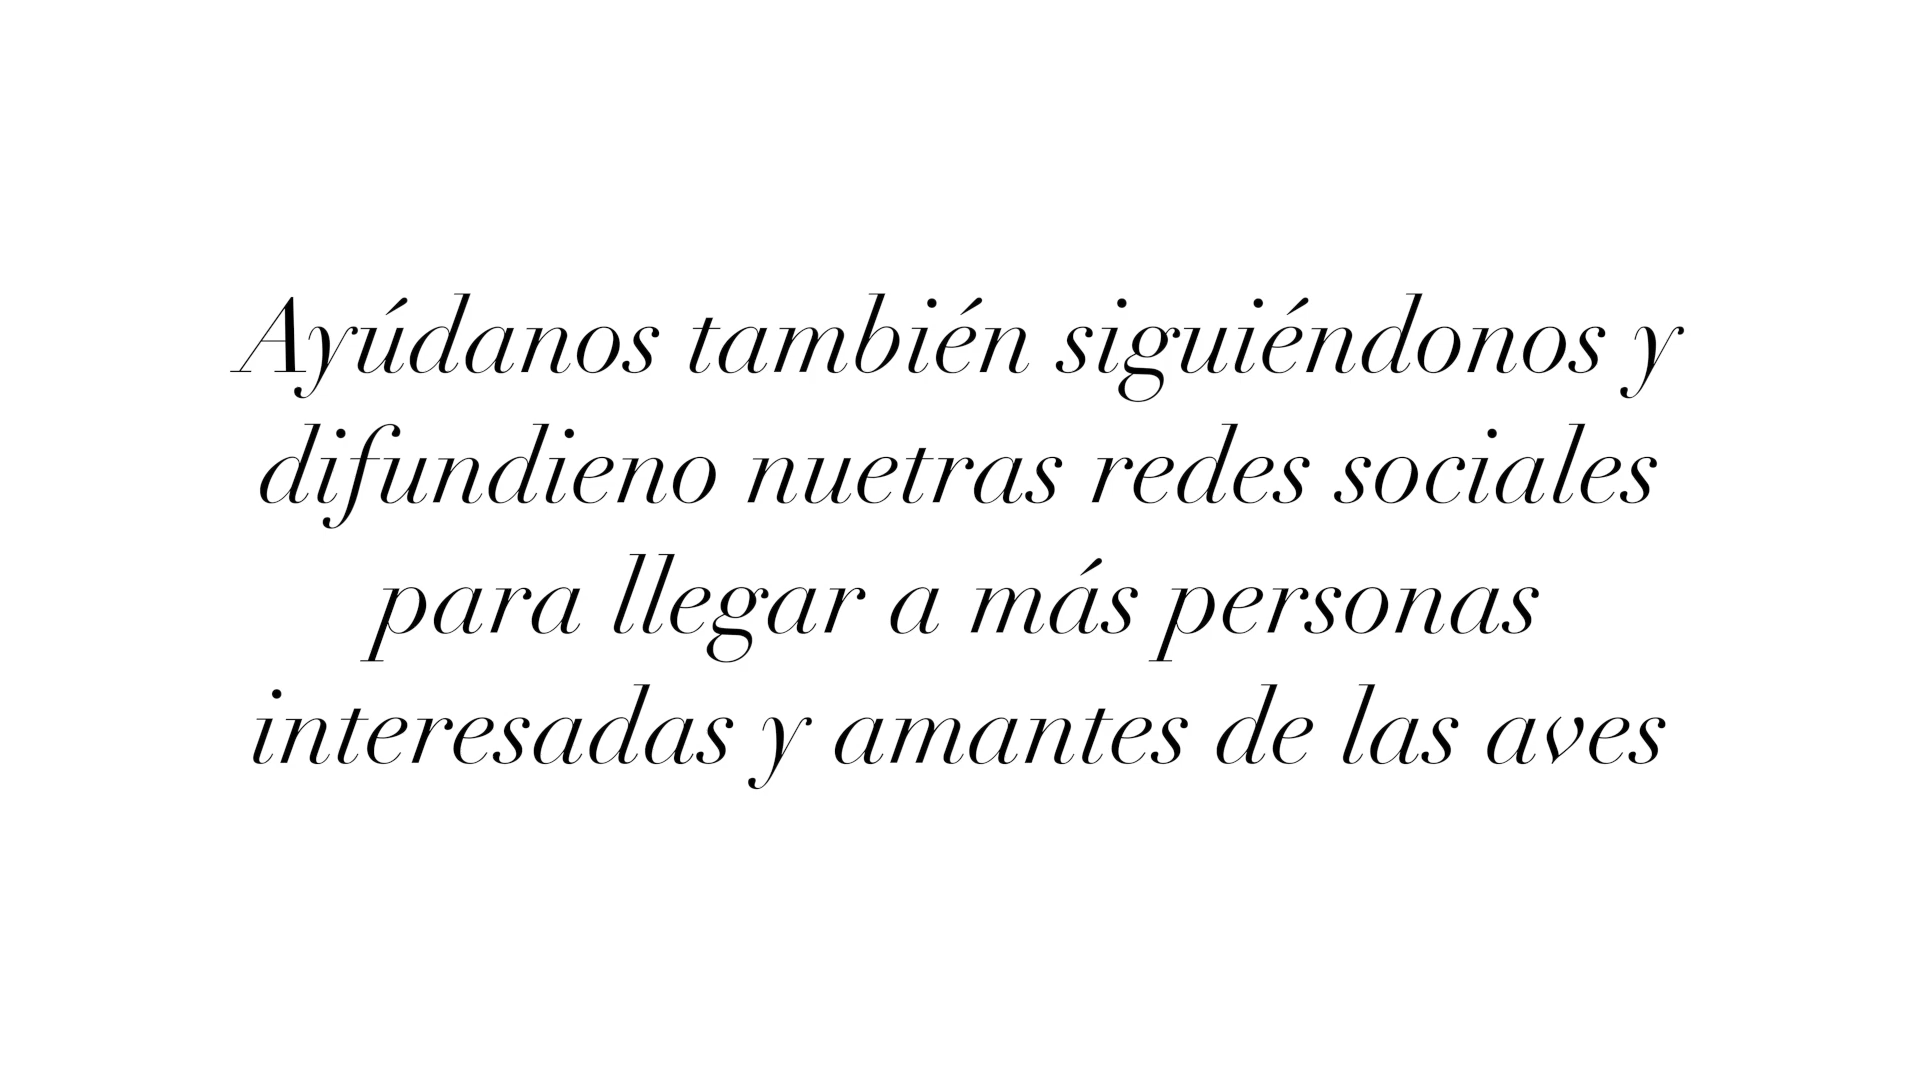 Ayúdanos también siguiéndonos y
difundieno nuetras redes sociales
para llegar a más personas
interesadas y amantes de las aves